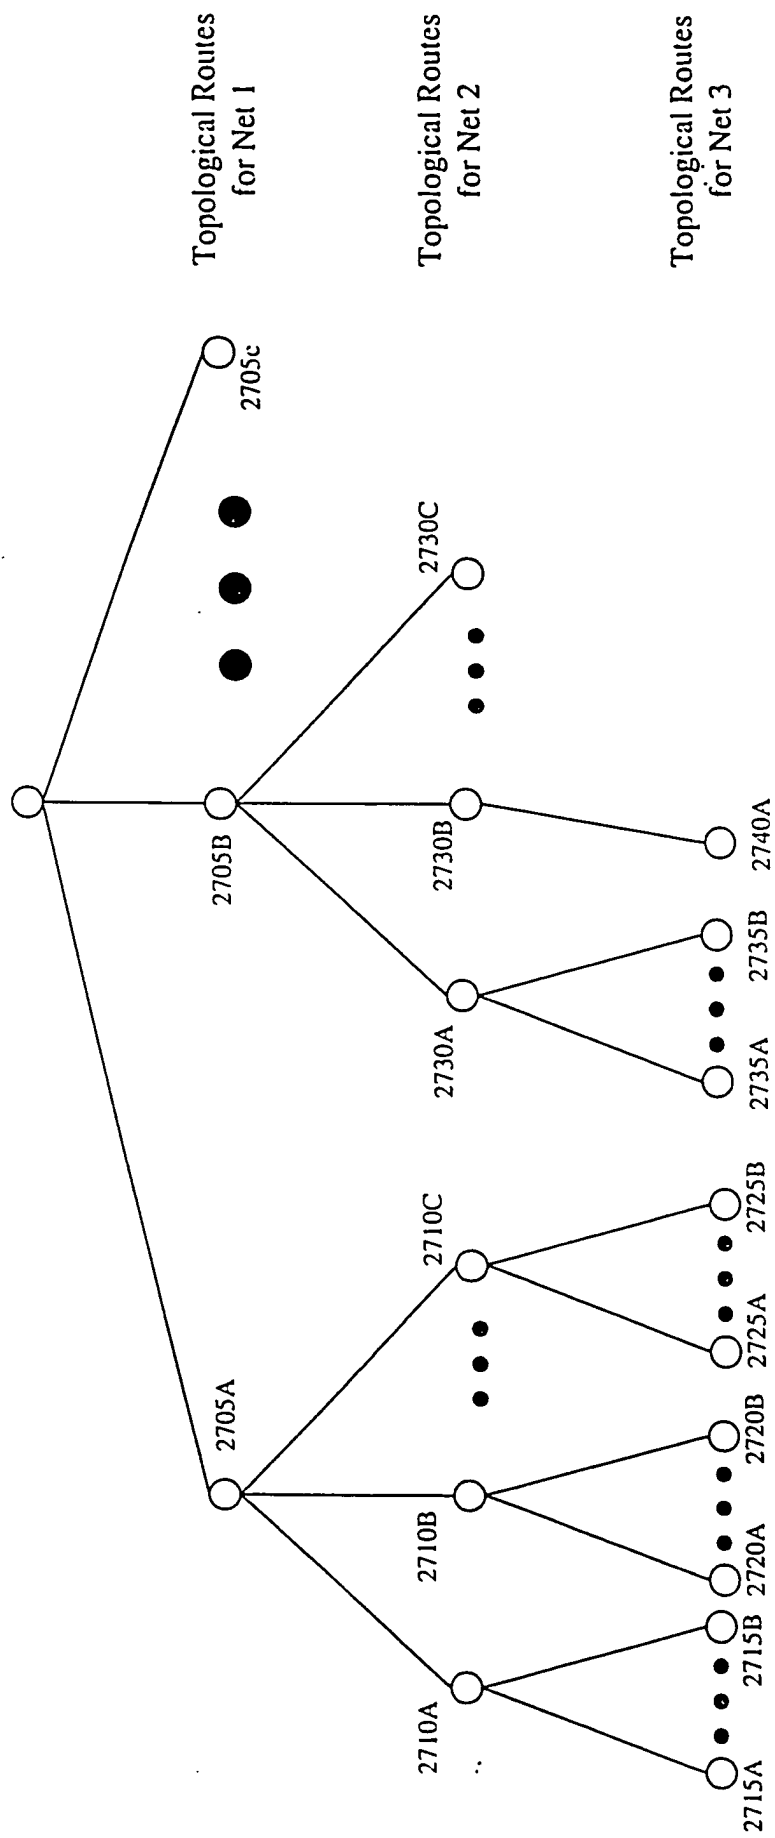 Topological Routes
for Net 1
2705A
2705B
2705c
Topological Routes
for Net 2
2710A
2710B
2710C
2730A
2730B
2730C
Topological Routes
for Net 3
2715A
2715B
2720A
2720B
2725A
2725B
2735A
2735B
2740A